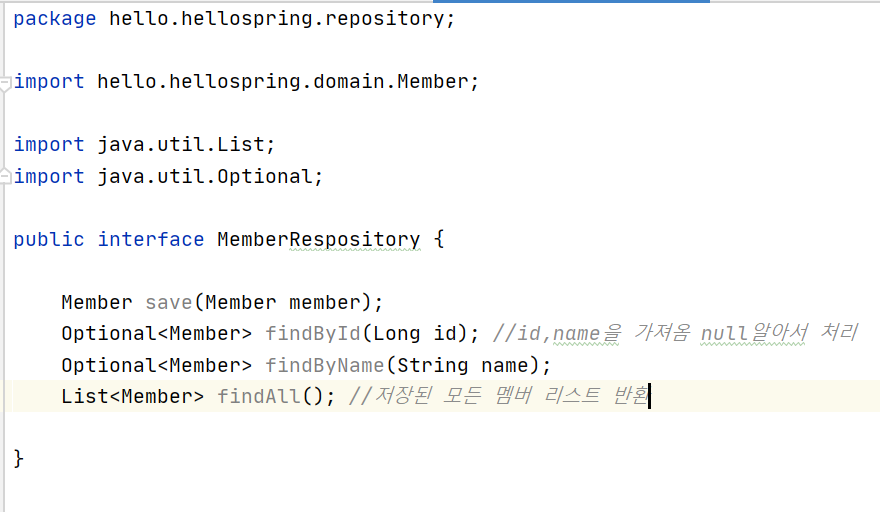 package hello.hellospring.repository;
import hello.hellospring.domain.Member;
import java.util.List;
import java.util.Optional;
public interface MemberRespository {
Member save(Member member);
Optional<Member> findById(Long id); //id,name을 가져옴 null알아서 처리
Optional<Member> findByName(String name);
List<Member> findAll(); //저장된 모든 멤버 리스트 반환
}